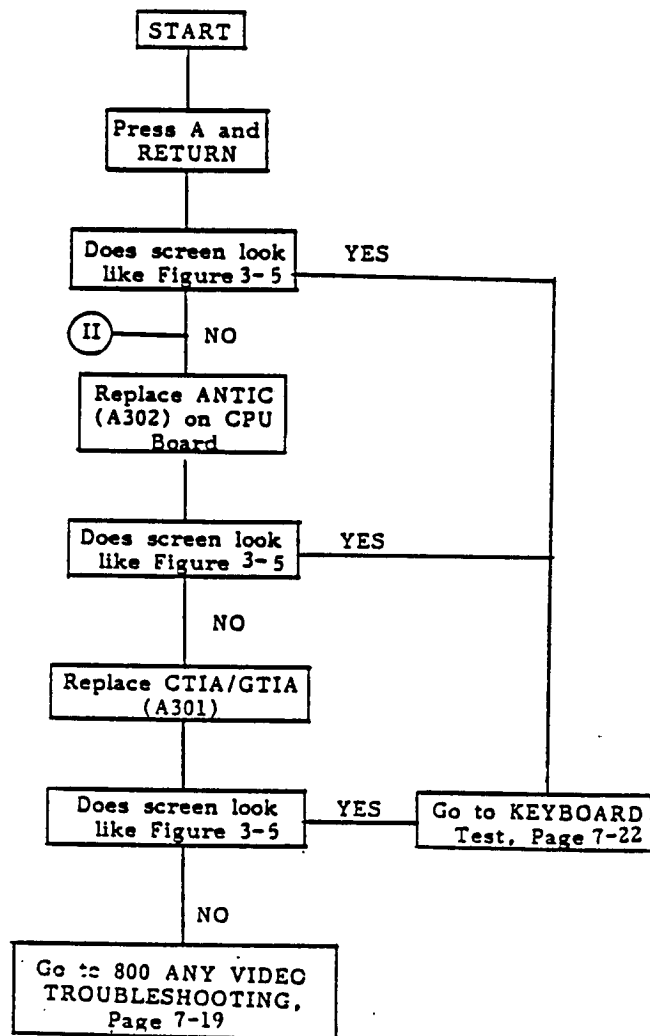 START
Press A and
RETURN
Does screen look
like Figure 3-5
YES
II
NO
Replace ANTIC
(A302) on CPU
Board
Does screen look
like Figure 3-5
YES
NO
Replace CTIA/GTIA
(A301)
Does screen look
like Figure 3-5
YES
Go to KEYBOARD
Test, Page 7-22
NO
Go to 800 ANY VIDEO
TROUBLESHOOTING,
Page 7-19